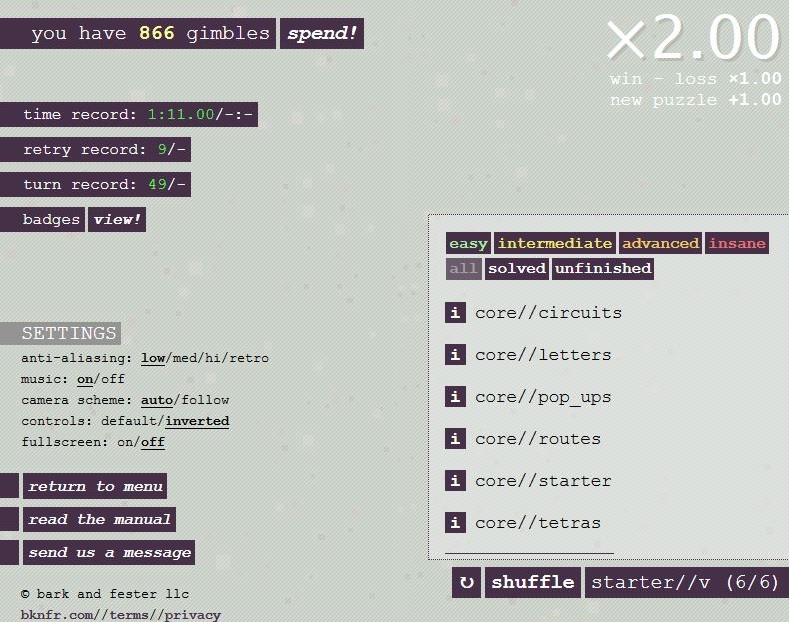 you have 866 gimbles spend!
×2.00
win - loss ×1.00
new puzzle +1.00
time record: 1:11.00/-:-
retry record: 9/-
turn record: 49/-
badges view!
easy intermediate advanced insane
all solved unfinished
i core//circuits
i core//letters
i core//pop_ups
i core//routes
i core//starter
i core//tetras
↻ shuffle starter//v (6/6)
SETTINGS
anti-aliasing: low/med/hi/retro
music: on/off
camera scheme: auto/follow
controls: default/inverted
fullscreen: on/off
return to menu
read the manual
send us a message
© bark and fester llc
bknfr.com//terms//privacy